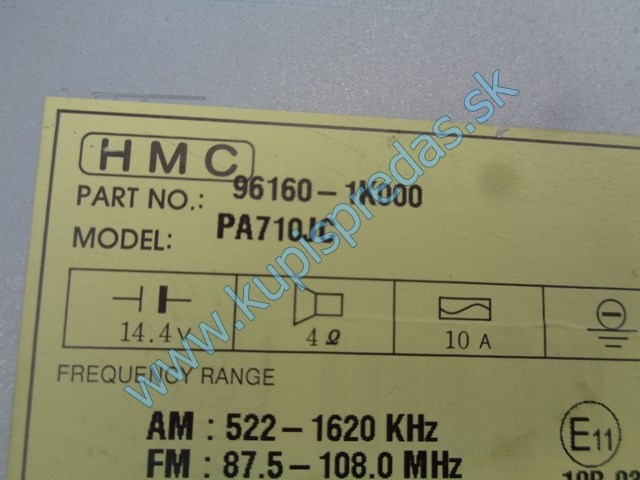 HMC
PART NO.: 96160-1K000
MODEL: PA710JC
14.4V 4Ω 10 A
FREQUENCY RANGE
AM : 522-1620 KHz
FM : 87.5-108.0 MHz
E11
www.kupispredas.sk